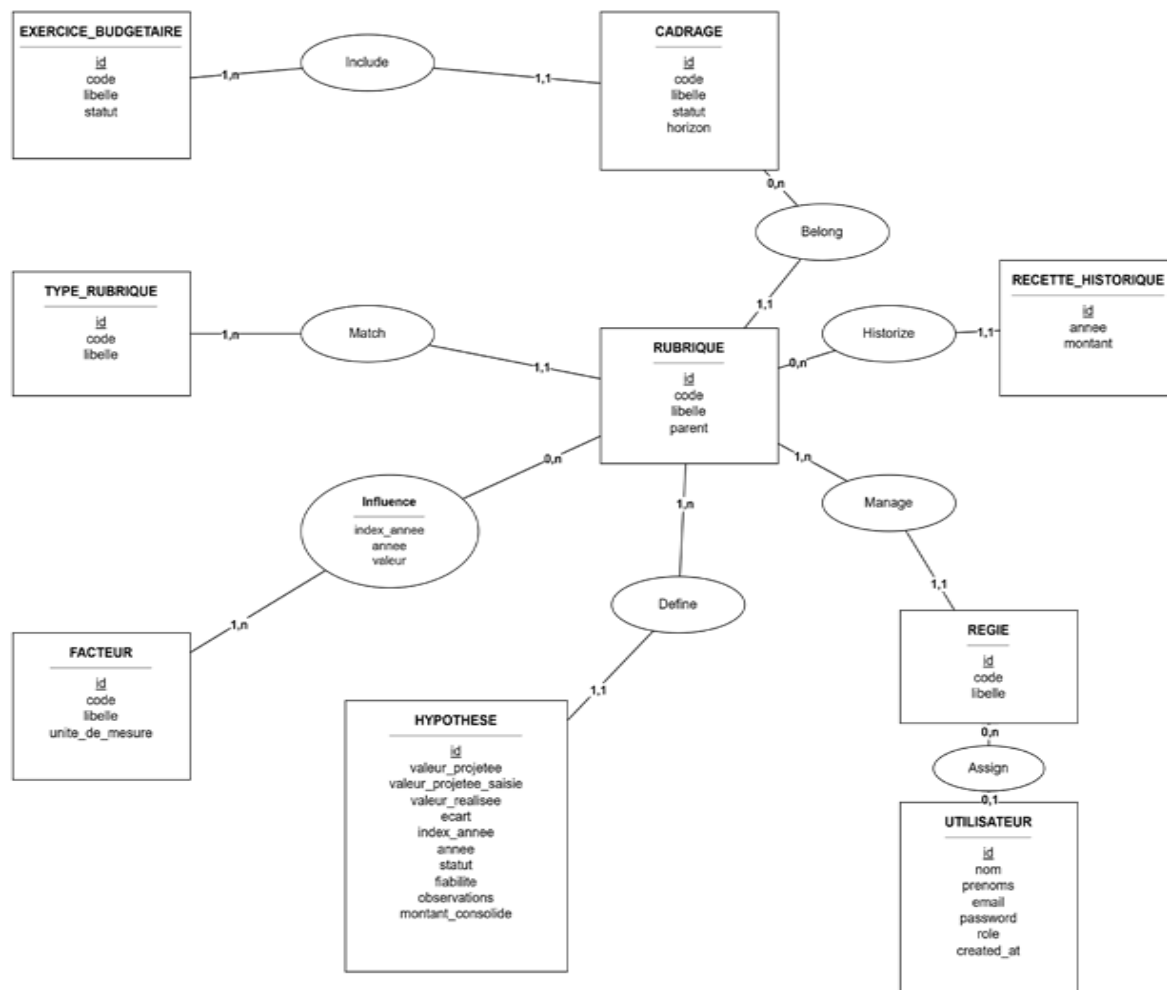 EXERCICE_BUDGETAIRE
id
code
libelle
statut
1,n
Include
1,1
CADRAGE
id
code
libelle
statut
horizon
0,n
Belong
1,1
TYPE_RUBRIQUE
id
code
libelle
1,n
Match
1,1
RUBRIQUE
id
code
libelle
parent
0,n
Historize
1,1
RECETTE_HISTORIQUE
id
annee
montant
0,n
Influence
index_annee
annee
valeur
1,n
FACTEUR
id
code
libelle
unite_de_mesure
1,n
Define
1,1
HYPOTHESE
id
valeur_projetée
valeur_projetee_saisie
valeur_realisee
ecart
index_annee
annee
statut
fiabilite
observations
montant_consolide
1,n
Manage
1,1
REGIE
id
code
libelle
0,n
Assign
0,1
UTILISATEUR
id
nom
prenoms
email
password
role
created_at